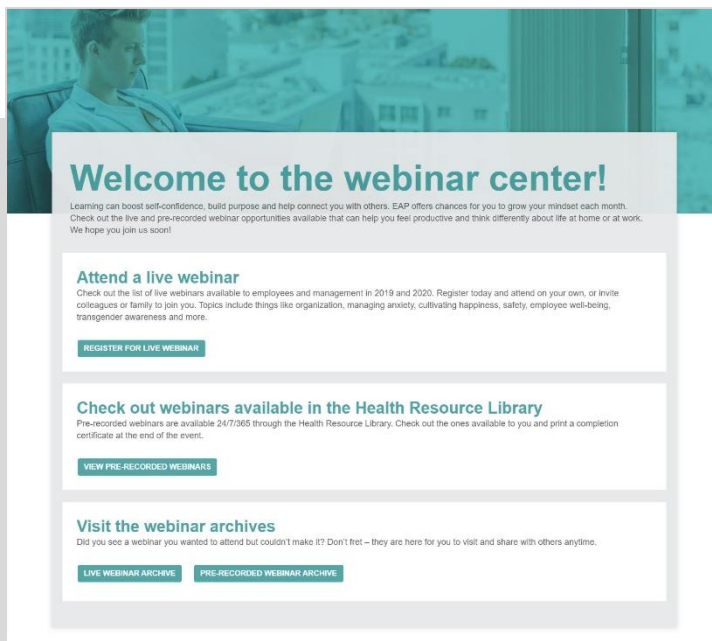 Welcome to the webinar center!
Learning can boost self-confidence, build purpose and help connect you with others. EAP offers chances for you to grow your mindset each month.
Check out the live and pre-recorded webinar opportunities available that can help you feel productive and think differently about life at home or at work.
We hope you join us soon!
Attend a live webinar
Check out the list of live webinars available to employees and management in 2019 and 2020. Register today and attend on your own, or invite
colleagues or family to join you. Topics include things like organization, managing anxiety, cultivating happiness, safety, employee well-being,
transgender awareness and more.
REGISTER FOR LIVE WEBINAR
Check out webinars available in the Health Resource Library
Pre-recorded webinars are available 24/7/365 through the Health Resource Library. Check out the ones available to you and print a completion
certificate at the end of the event.
VIEW PRE-RECORDED WEBINARS
Visit the webinar archives
Did you see a webinar you wanted to attend but couldn't make it? Don't fret – they are here for you to visit and share with others anytime.
LIVE WEBINAR ARCHIVE PRE-RECORDED WEBINAR ARCHIVE